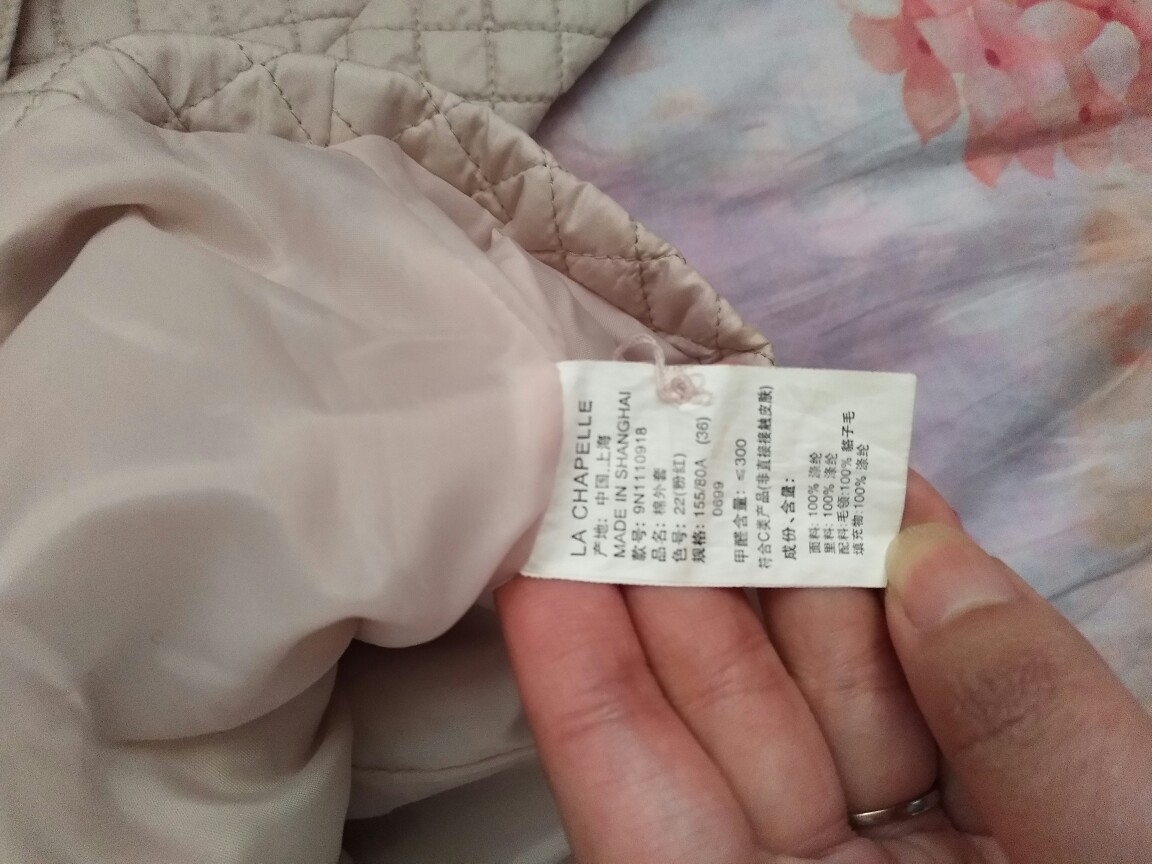 LA CHAPELLE
产地: 中国.上海
MADE IN SHANGHAI
款号: 9N1110918
品名: 棉外套
色号: 22(粉红)
规格: 155/80A (36)
0699
甲醛含量: ≤300
符合C类产品(非直接接触皮肤)
成份、含量:
面料: 100% 涤纶
里料: 100% 涤纶
配料:毛领:100% 貉子毛
填充物:100% 涤纶